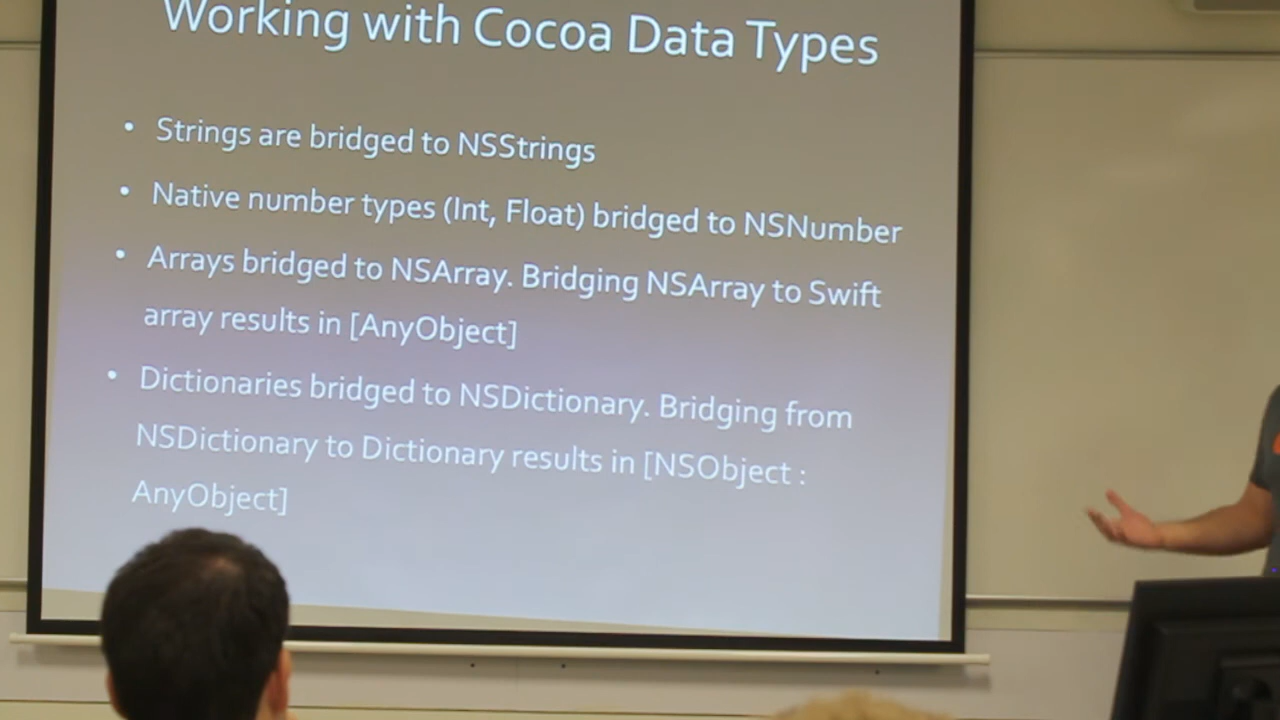 Working with Cocoa Data Types
• Strings are bridged to NSStrings
• Native number types (Int, Float) bridged to NSNumber
• Arrays bridged to NSArray. Bridging NSArray to Swift
array results in [AnyObject]
• Dictionaries bridged to NSDictionary. Bridging from
NSDictionary to Dictionary results in [NSObject :
AnyObject]